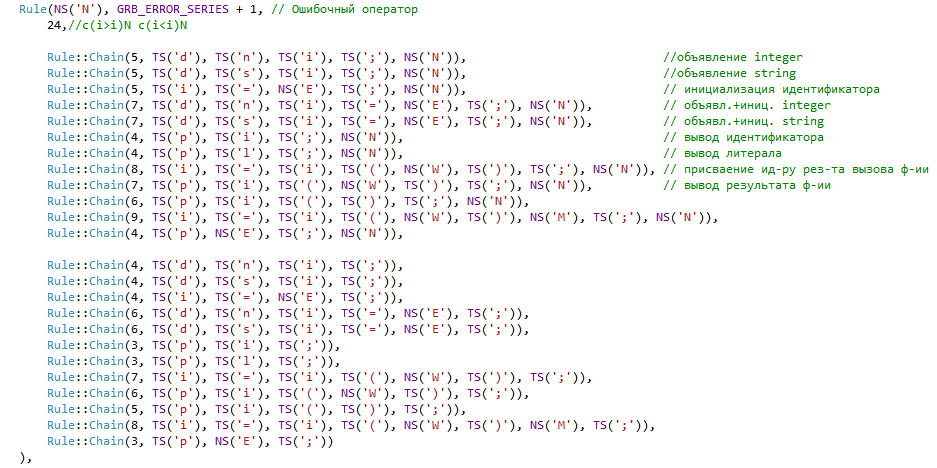 Rule(NS('N'), GRB_ERROR_SERIES + 1, // Ошибочный оператор
24,//c(i>i)N c(i<i)N
Rule::Chain(5, TS('d'), TS('n'), TS('i'), TS(';'), NS('N')), //объявление integer
Rule::Chain(5, TS('d'), TS('s'), TS('i'), TS(';'), NS('N')), //объявление string
Rule::Chain(5, TS('i'), TS('='), NS('E'), TS(';'), NS('N')), // инициализация идентификатора
Rule::Chain(7, TS('d'), TS('n'), TS('i'), TS('='), NS('E'), TS(';'), NS('N')), // объявл.+иниц. integer
Rule::Chain(7, TS('d'), TS('s'), TS('i'), TS('='), NS('E'), TS(';'), NS('N')), // объявл.+иниц. string
Rule::Chain(4, TS('p'), TS('i'), TS(';'), NS('N')), // вывод идентификатора
Rule::Chain(4, TS('p'), TS('l'), TS(';'), NS('N')), // вывод литерала
Rule::Chain(8, TS('i'), TS('='), TS('i'), TS('('), NS('W'), TS(')'), TS(';'), NS('N')), // присваение ид-ру рез-та вызова ф-ии
Rule::Chain(7, TS('p'), TS('i'), TS('('), NS('W'), TS(')'), TS(';'), NS('N')), // вывод результата ф-ии
Rule::Chain(6, TS('p'), TS('i'), TS('('), TS(')'), TS(';'), NS('N')),
Rule::Chain(9, TS('i'), TS('='), TS('i'), TS('('), NS('W'), TS(')'), NS('M'), TS(';'), NS('N')),
Rule::Chain(4, TS('p'), NS('E'), TS(';'), NS('N')),
Rule::Chain(4, TS('d'), TS('n'), TS('i'), TS(';')),
Rule::Chain(4, TS('d'), TS('s'), TS('i'), TS(';')),
Rule::Chain(4, TS('i'), TS('='), NS('E'), TS(';')),
Rule::Chain(6, TS('d'), TS('n'), TS('i'), TS('='), NS('E'), TS(';')),
Rule::Chain(6, TS('d'), TS('s'), TS('i'), TS('='), NS('E'), TS(';')),
Rule::Chain(3, TS('p'), TS('i'), TS(';')),
Rule::Chain(3, TS('p'), TS('l'), TS(';')),
Rule::Chain(7, TS('i'), TS('='), TS('i'), TS('('), NS('W'), TS(')'), TS(';')),
Rule::Chain(6, TS('p'), TS('i'), TS('('), NS('W'), TS(')'), TS(';')),
Rule::Chain(5, TS('p'), TS('i'), TS('('), TS(')'), TS(';')),
Rule::Chain(8, TS('i'), TS('='), TS('i'), TS('('), NS('W'), TS(')'), NS('M'), TS(';')),
Rule::Chain(3, TS('p'), NS('E'), TS(';'))
),